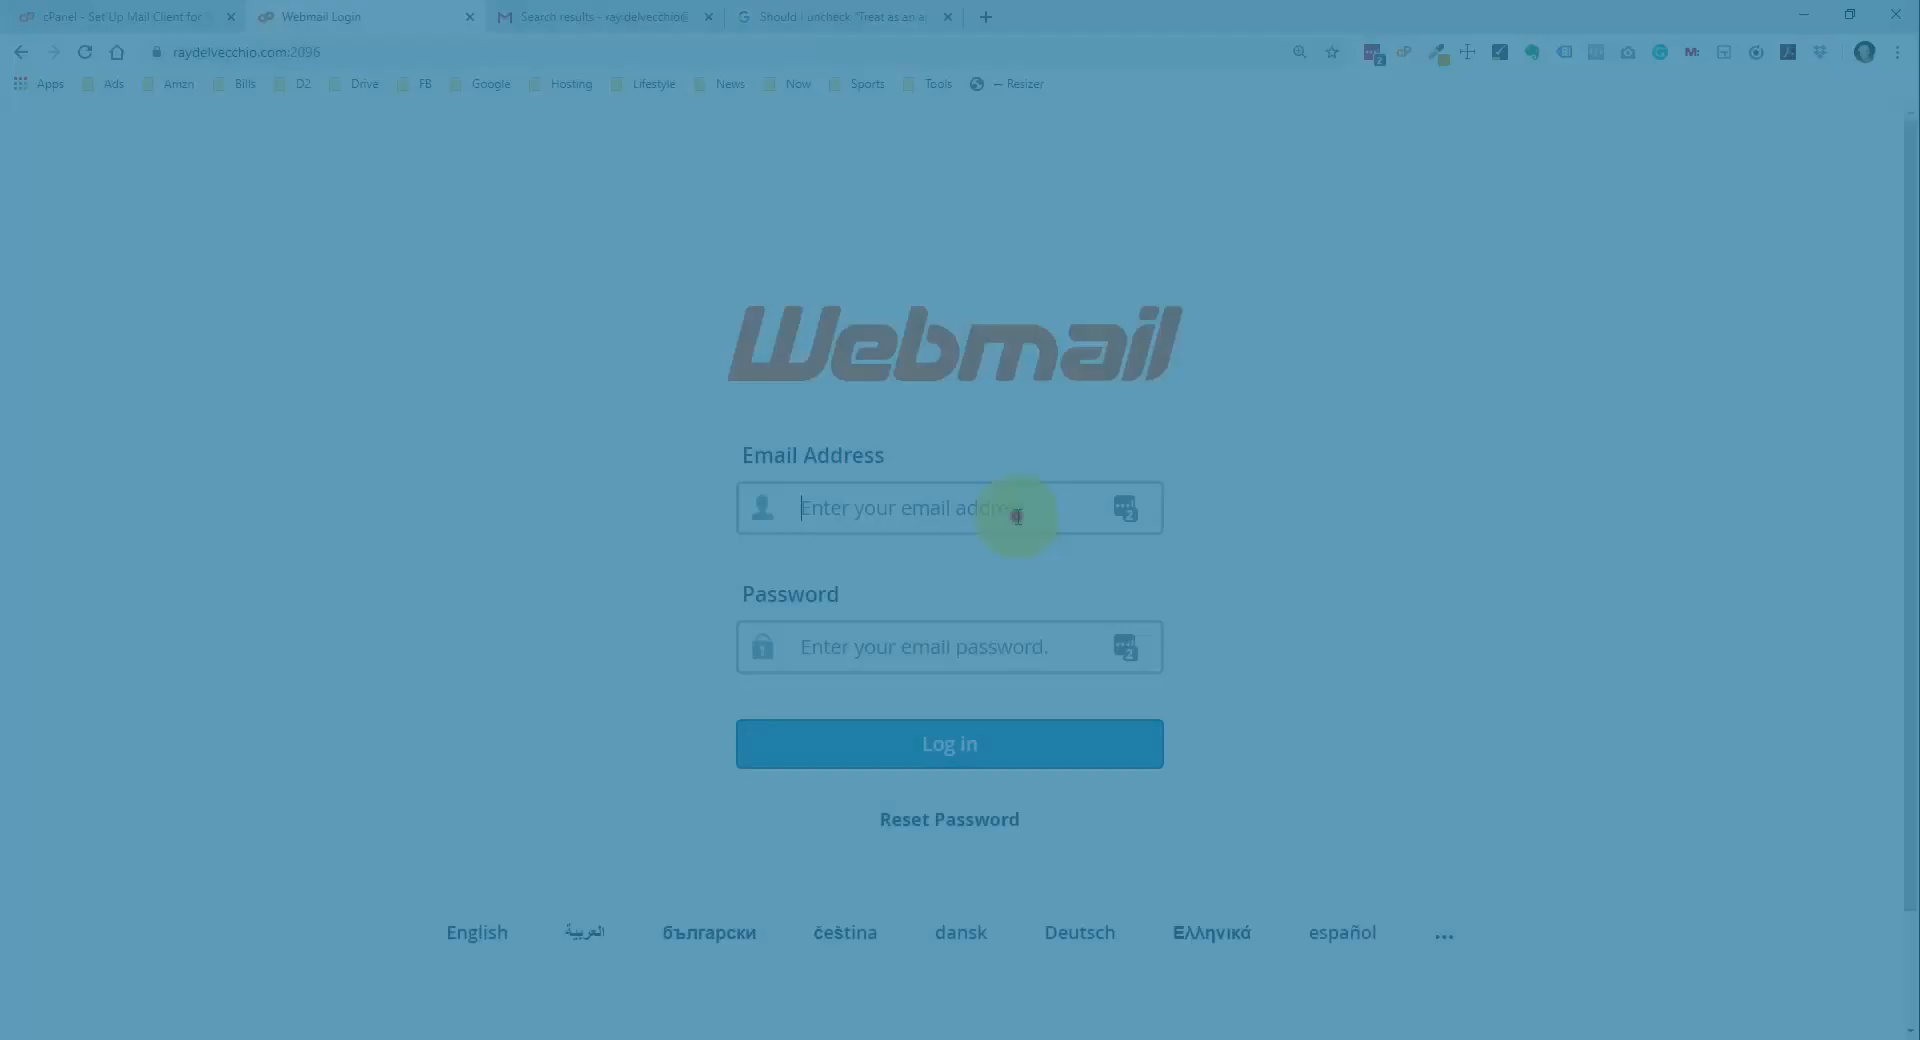 cPanel - Set Up Mail Client for
Webmail Login
Search results - raydelvecchio@
Should I uncheck "Treat as an a
raydelvecchio.com:2096
Apps Ads Amzn Bills D2 Drive FB Google Hosting Lifestyle News Now Sports Tools — Resizer
Webmail
Email Address
Enter your email addre
Password
Enter your email password.
Log in
Reset Password
English العربية български čeština dansk Deutsch Ελληνικά español ...